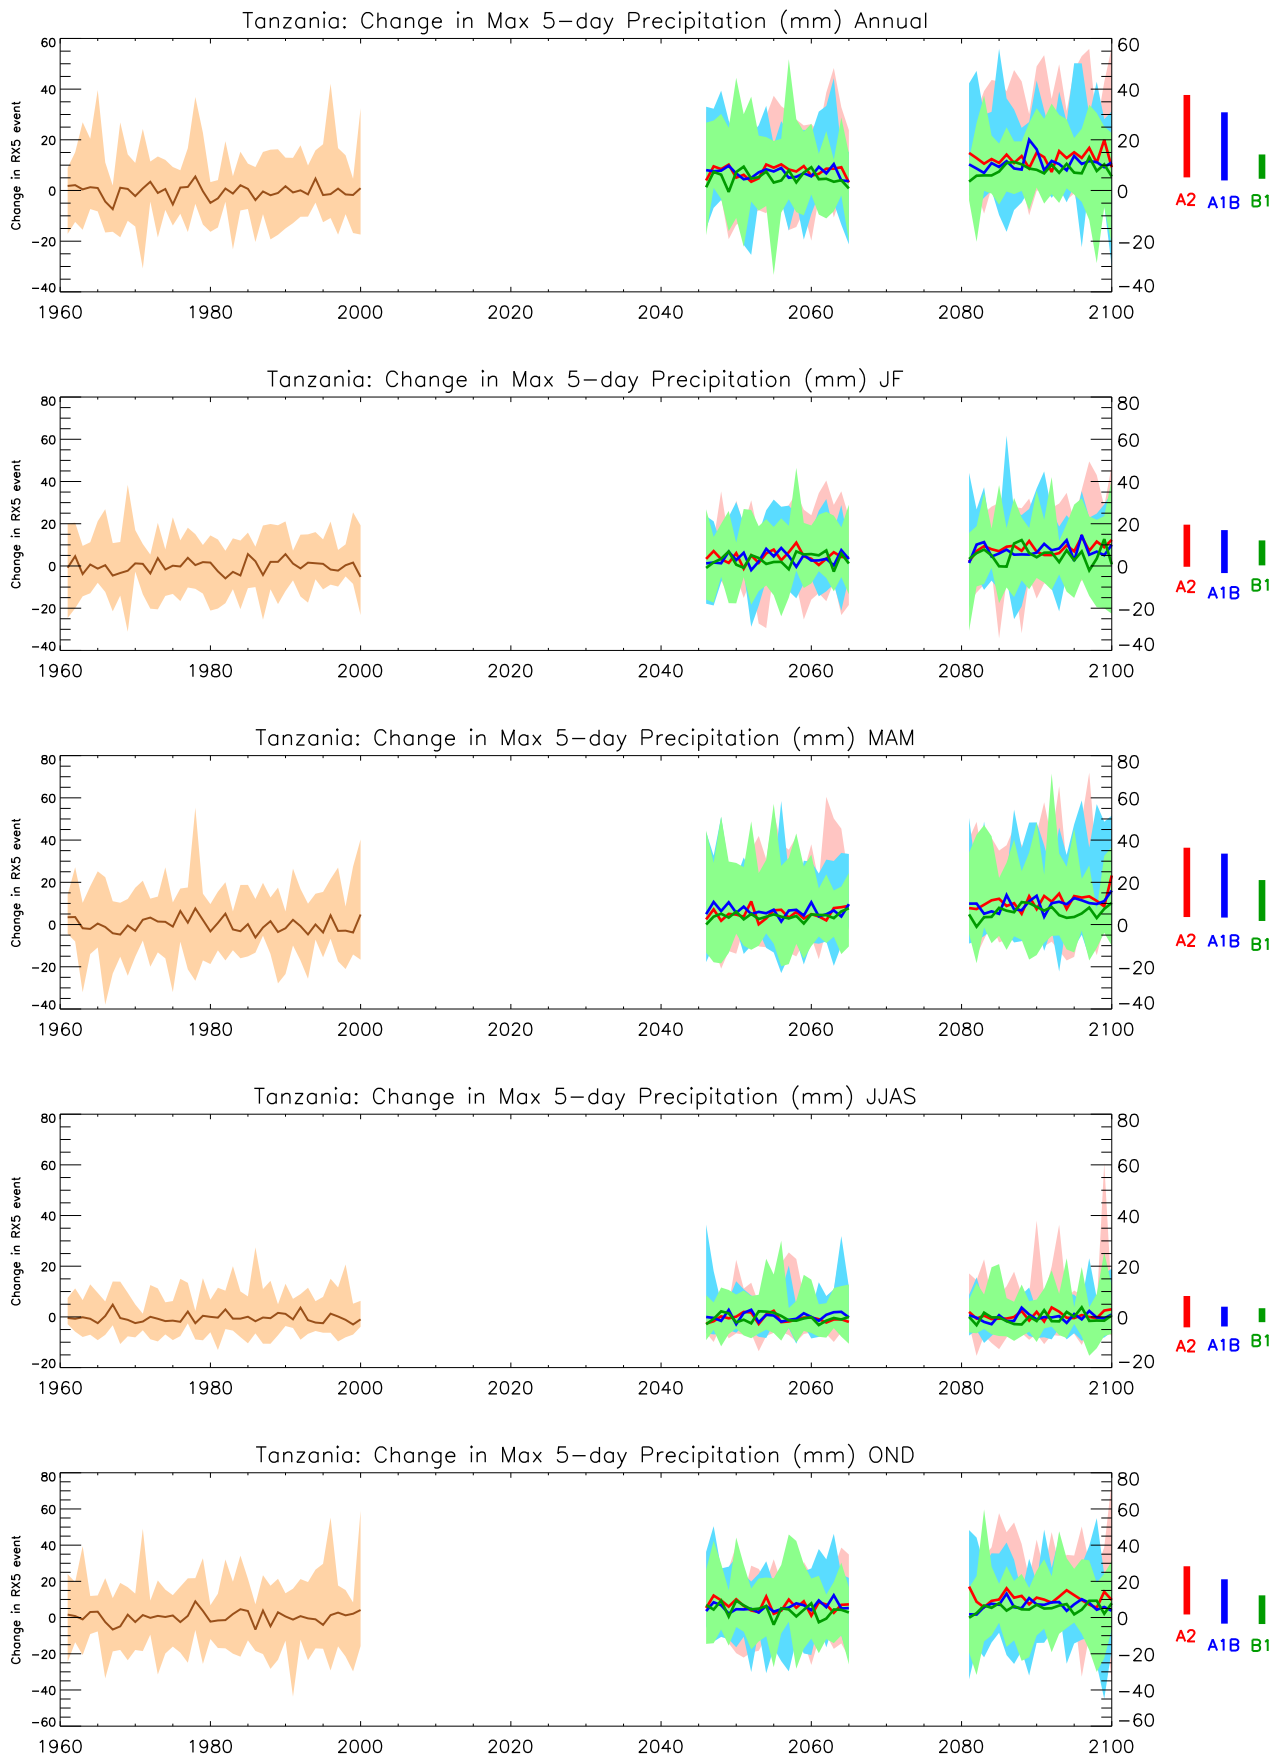 Tanzania: Change in Max 5-day Precipitation (mm) Annual
60 60
40 40
20 20
0 0
-20 -20
-40 -40
Change in RX5 event
1960 1980 2000 2020 2040 2060 2080 2100
A2 A1B B1
Tanzania: Change in Max 5-day Precipitation (mm) JF
80 80
60 60
40 40
20 20
0 0
-20 -20
-40 -40
Change in RX5 event
1960 1980 2000 2020 2040 2060 2080 2100
A2 A1B B1
Tanzania: Change in Max 5-day Precipitation (mm) MAM
80 80
60 60
40 40
20 20
0 0
-20 -20
-40 -40
Change in RX5 event
1960 1980 2000 2020 2040 2060 2080 2100
A2 A1B B1
Tanzania: Change in Max 5-day Precipitation (mm) JJAS
80 80
60 60
40 40
20 20
0 0
-20 -20
Change in RX5 event
1960 1980 2000 2020 2040 2060 2080 2100
A2 A1B B1
Tanzania: Change in Max 5-day Precipitation (mm) OND
80 80
60 60
40 40
20 20
0 0
-20 -20
-40 -40
-60 -60
Change in RX5 event
1960 1980 2000 2020 2040 2060 2080 2100
A2 A1B B1